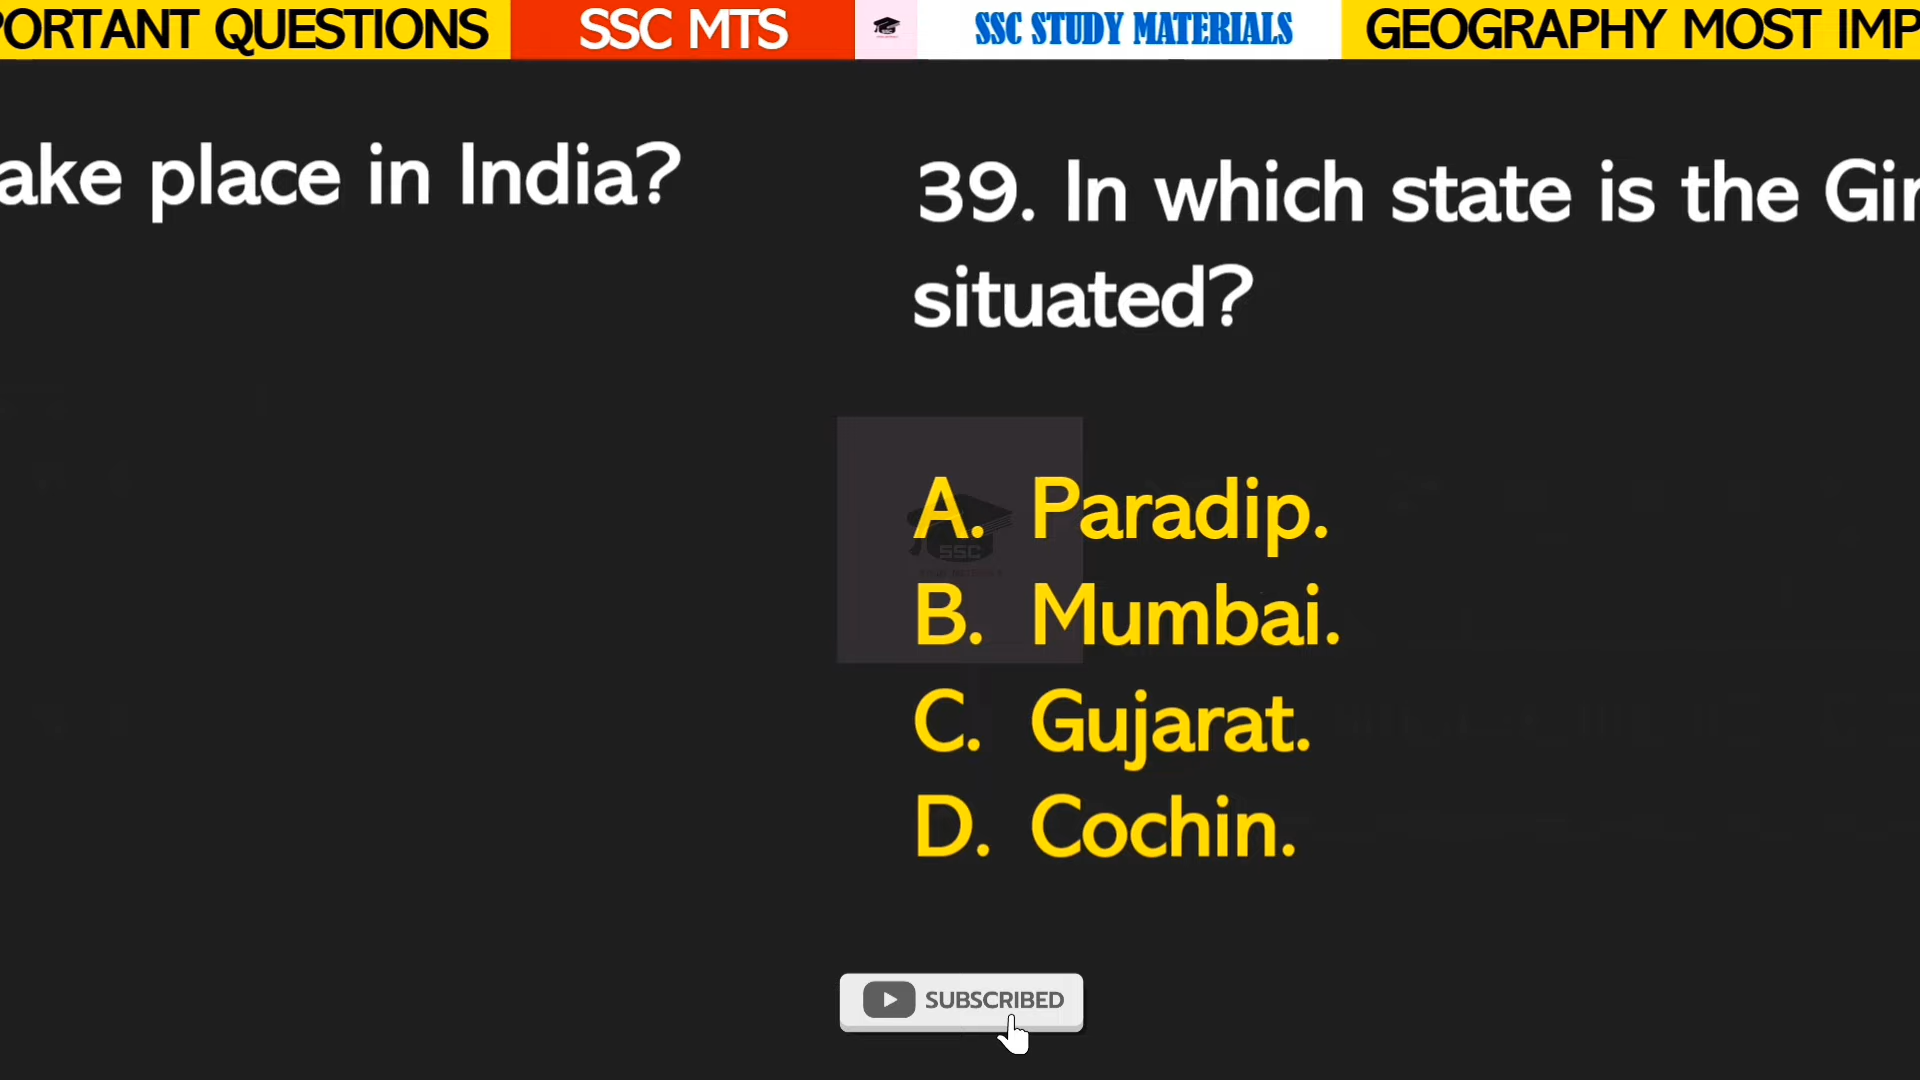 PORTANT QUESTIONS SSC MTS SSC STUDY MATERIALS GEOGRAPHY MOST IMP
ake place in India?
39. In which state is the Gir
situated?
A. Paradip.
SSC
B. Mumbai.
C. Gujarat.
D. Cochin.
SUBSCRIBED